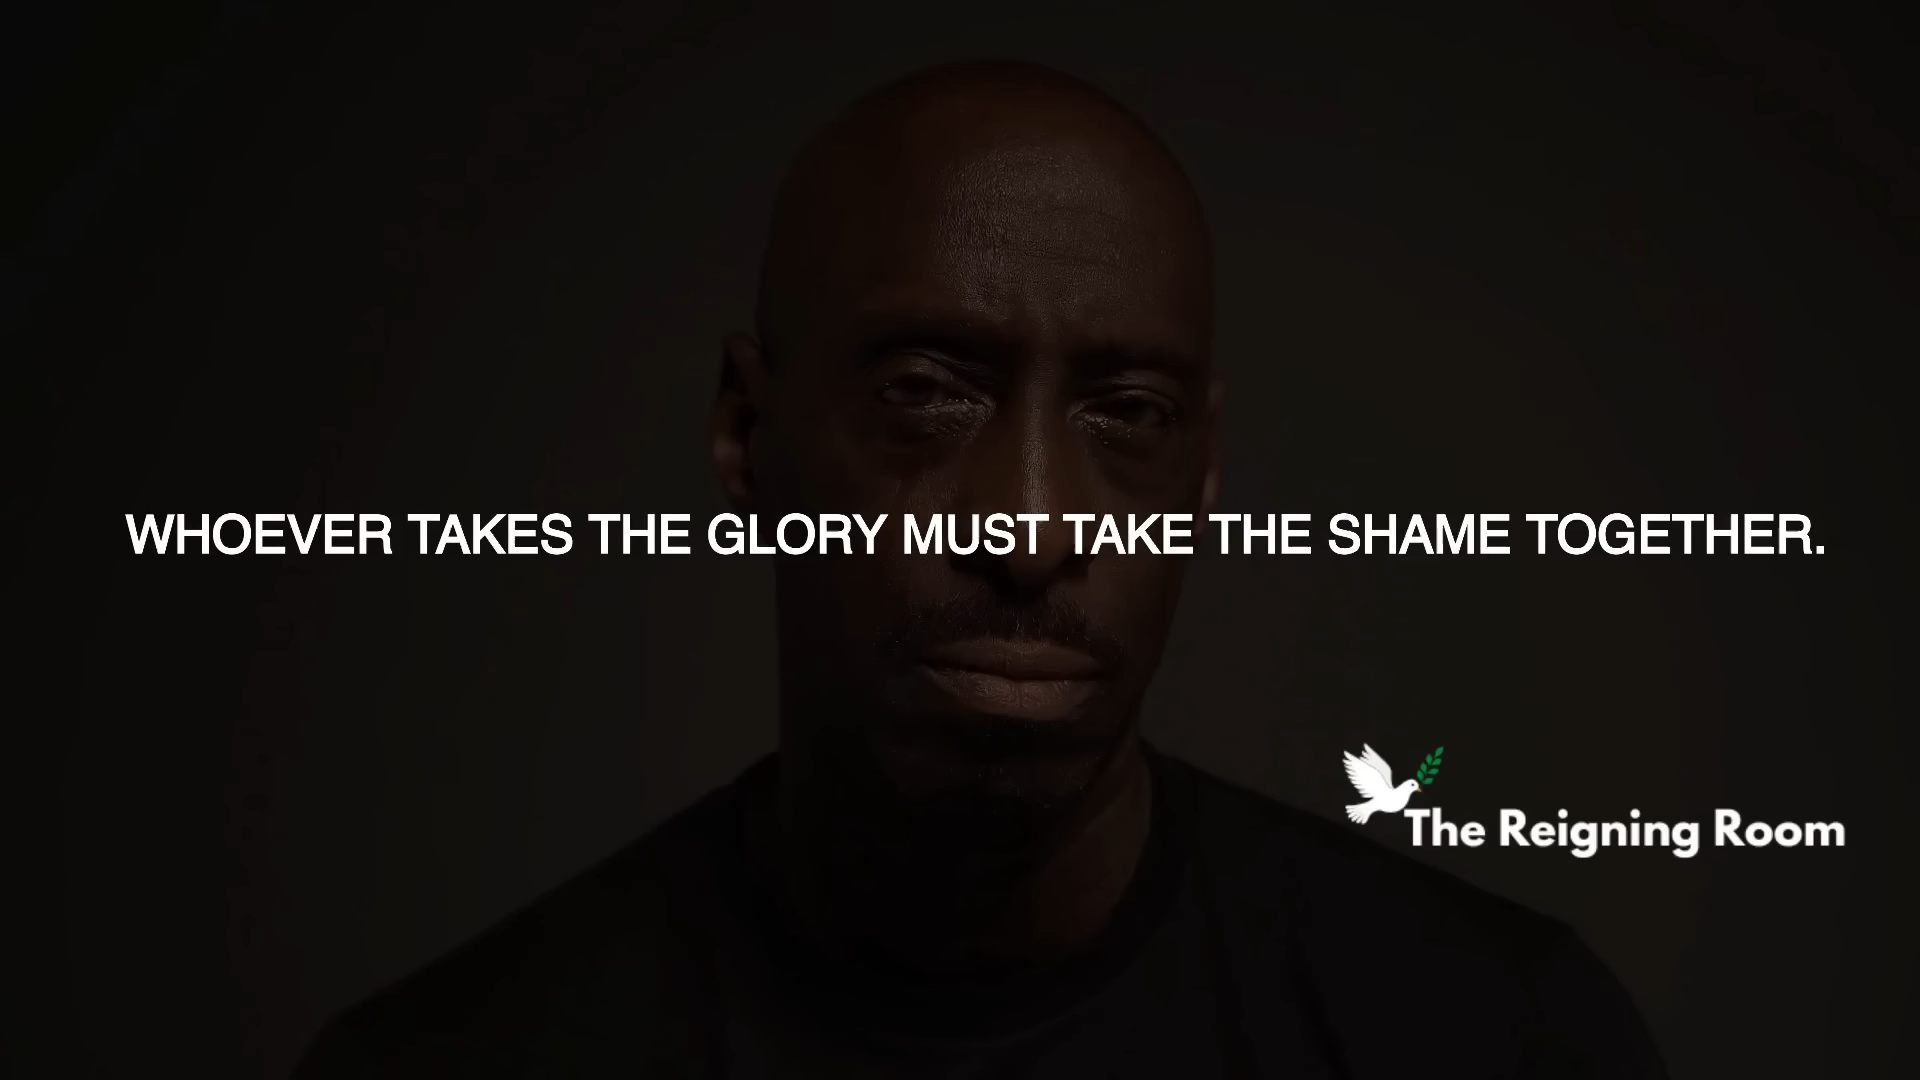 WHOEVER TAKES THE GLORY MUST TAKE THE SHAME TOGETHER.
The Reigning Room